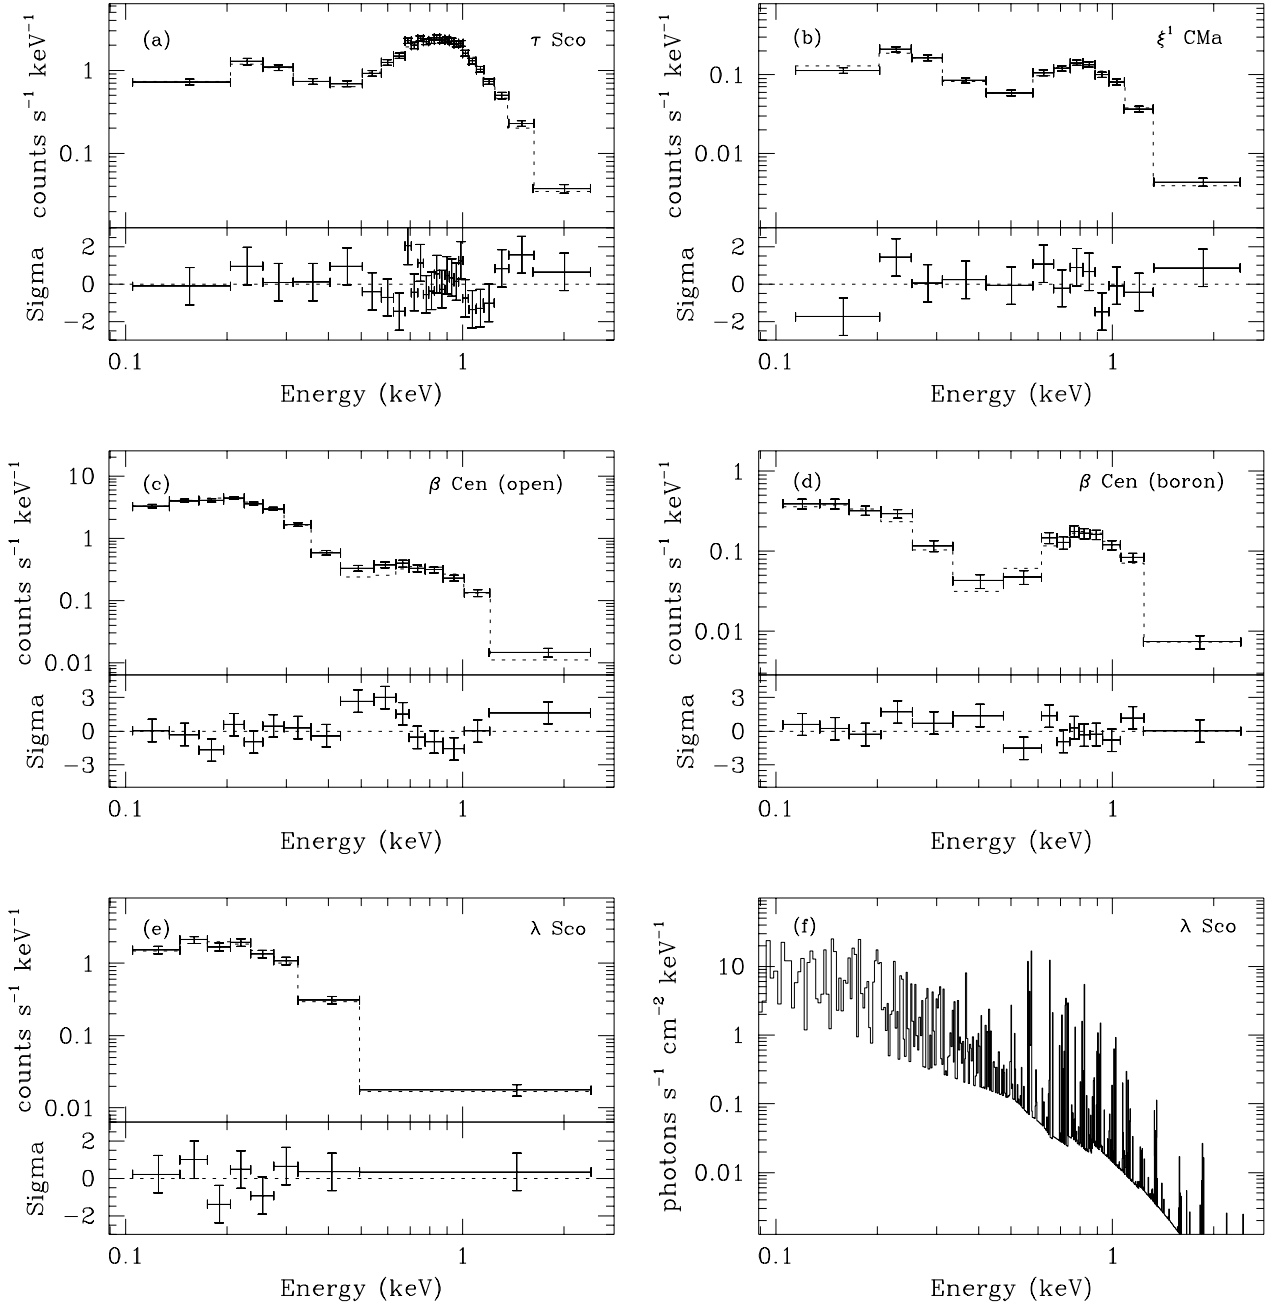 (a) τ Sco
counts s⁻¹ keV⁻¹
1
0.1
Sigma
2
0
−2
0.1 1
Energy (keV)
(b) ξ¹ CMa
counts s⁻¹ keV⁻¹
0.1
0.01
Sigma
2
0
−2
0.1 1
Energy (keV)
(c) β Cen (open)
counts s⁻¹ keV⁻¹
10
1
0.1
0.01
Sigma
3
0
−3
0.1 1
Energy (keV)
(d) β Cen (boron)
counts s⁻¹ keV⁻¹
1
0.1
0.01
Sigma
3
0
−3
0.1 1
Energy (keV)
(e) λ Sco
counts s⁻¹ keV⁻¹
1
0.1
0.01
Sigma
2
0
−2
0.1 1
Energy (keV)
(f) λ Sco
photons s⁻¹ cm⁻² keV⁻¹
10
1
0.1
0.01
0.1 1
Energy (keV)